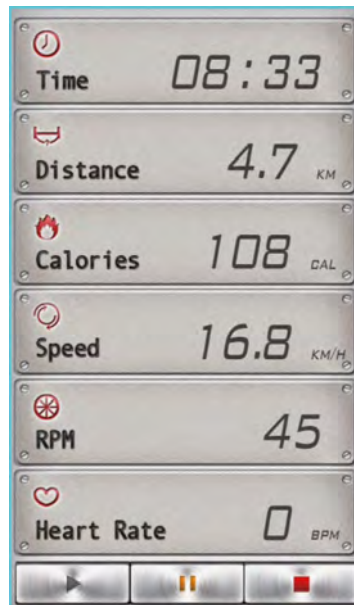 Time 08:33
Distance 4.7 KM
Calories 108 CAL
Speed 16.8 KM/H
RPM 45
Heart Rate 0 BPM